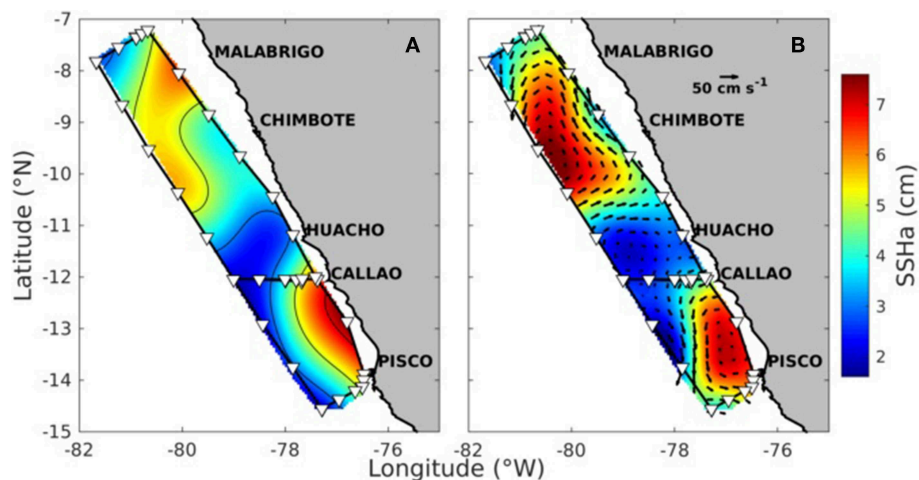 -7
-8
-9
-10
-11
-12
-13
-14
-15
Latitude (°N)
A
MALABRIGO
CHIMBOTE
HUACHO
CALLAO
PISCO
-82
-80
-78
-76
B
MALABRIGO
50 cm s⁻¹
CHIMBOTE
HUACHO
CALLAO
PISCO
-82
-80
-78
-76
Longitude (°W)
7
6
5
4
3
2
SSHa (cm)